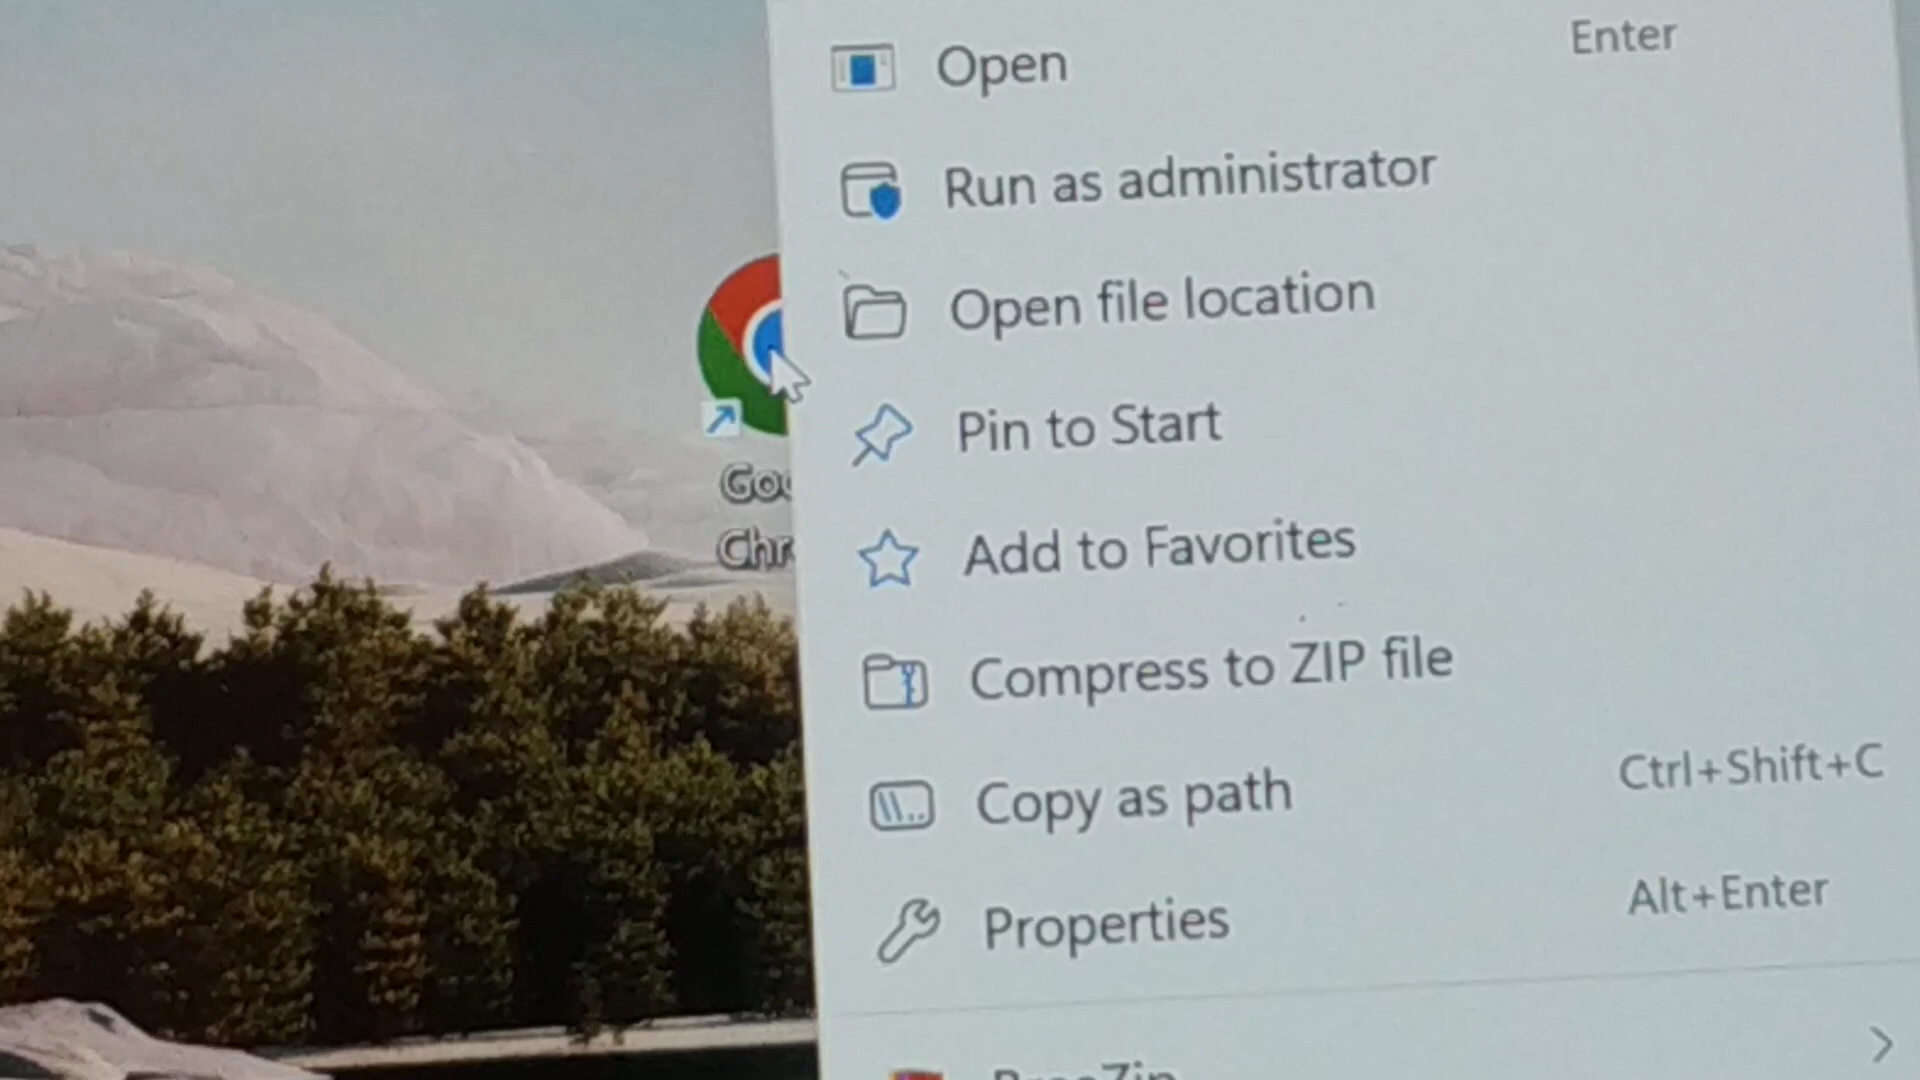 Open Enter
Run as administrator
Open file location
Pin to Start
Add to Favorites
Compress to ZIP file
Copy as path Ctrl+Shift+C
Properties Alt+Enter